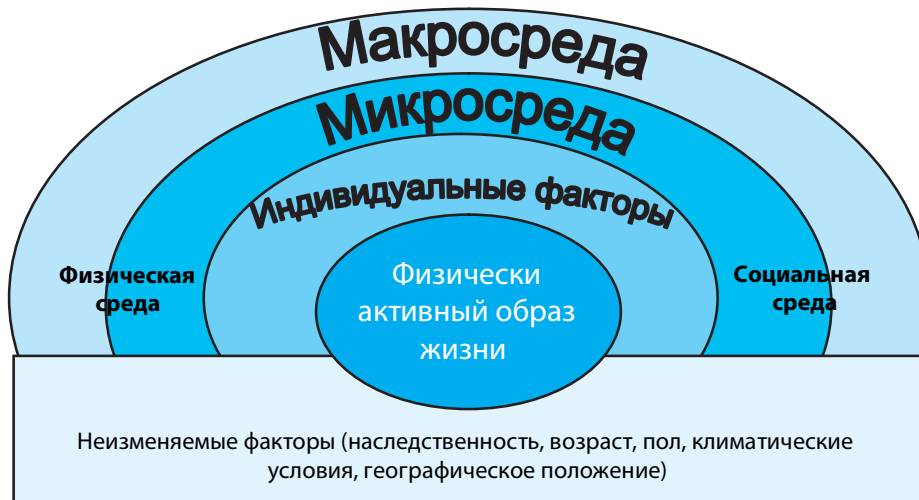 Макросреда
Микросреда
Индивидуальные факторы
Физическая
среда
Социальная
среда
Физически
активный образ
жизни
Неизменяемые факторы (наследственность, возраст, пол, климатические
условия, географическое положение)